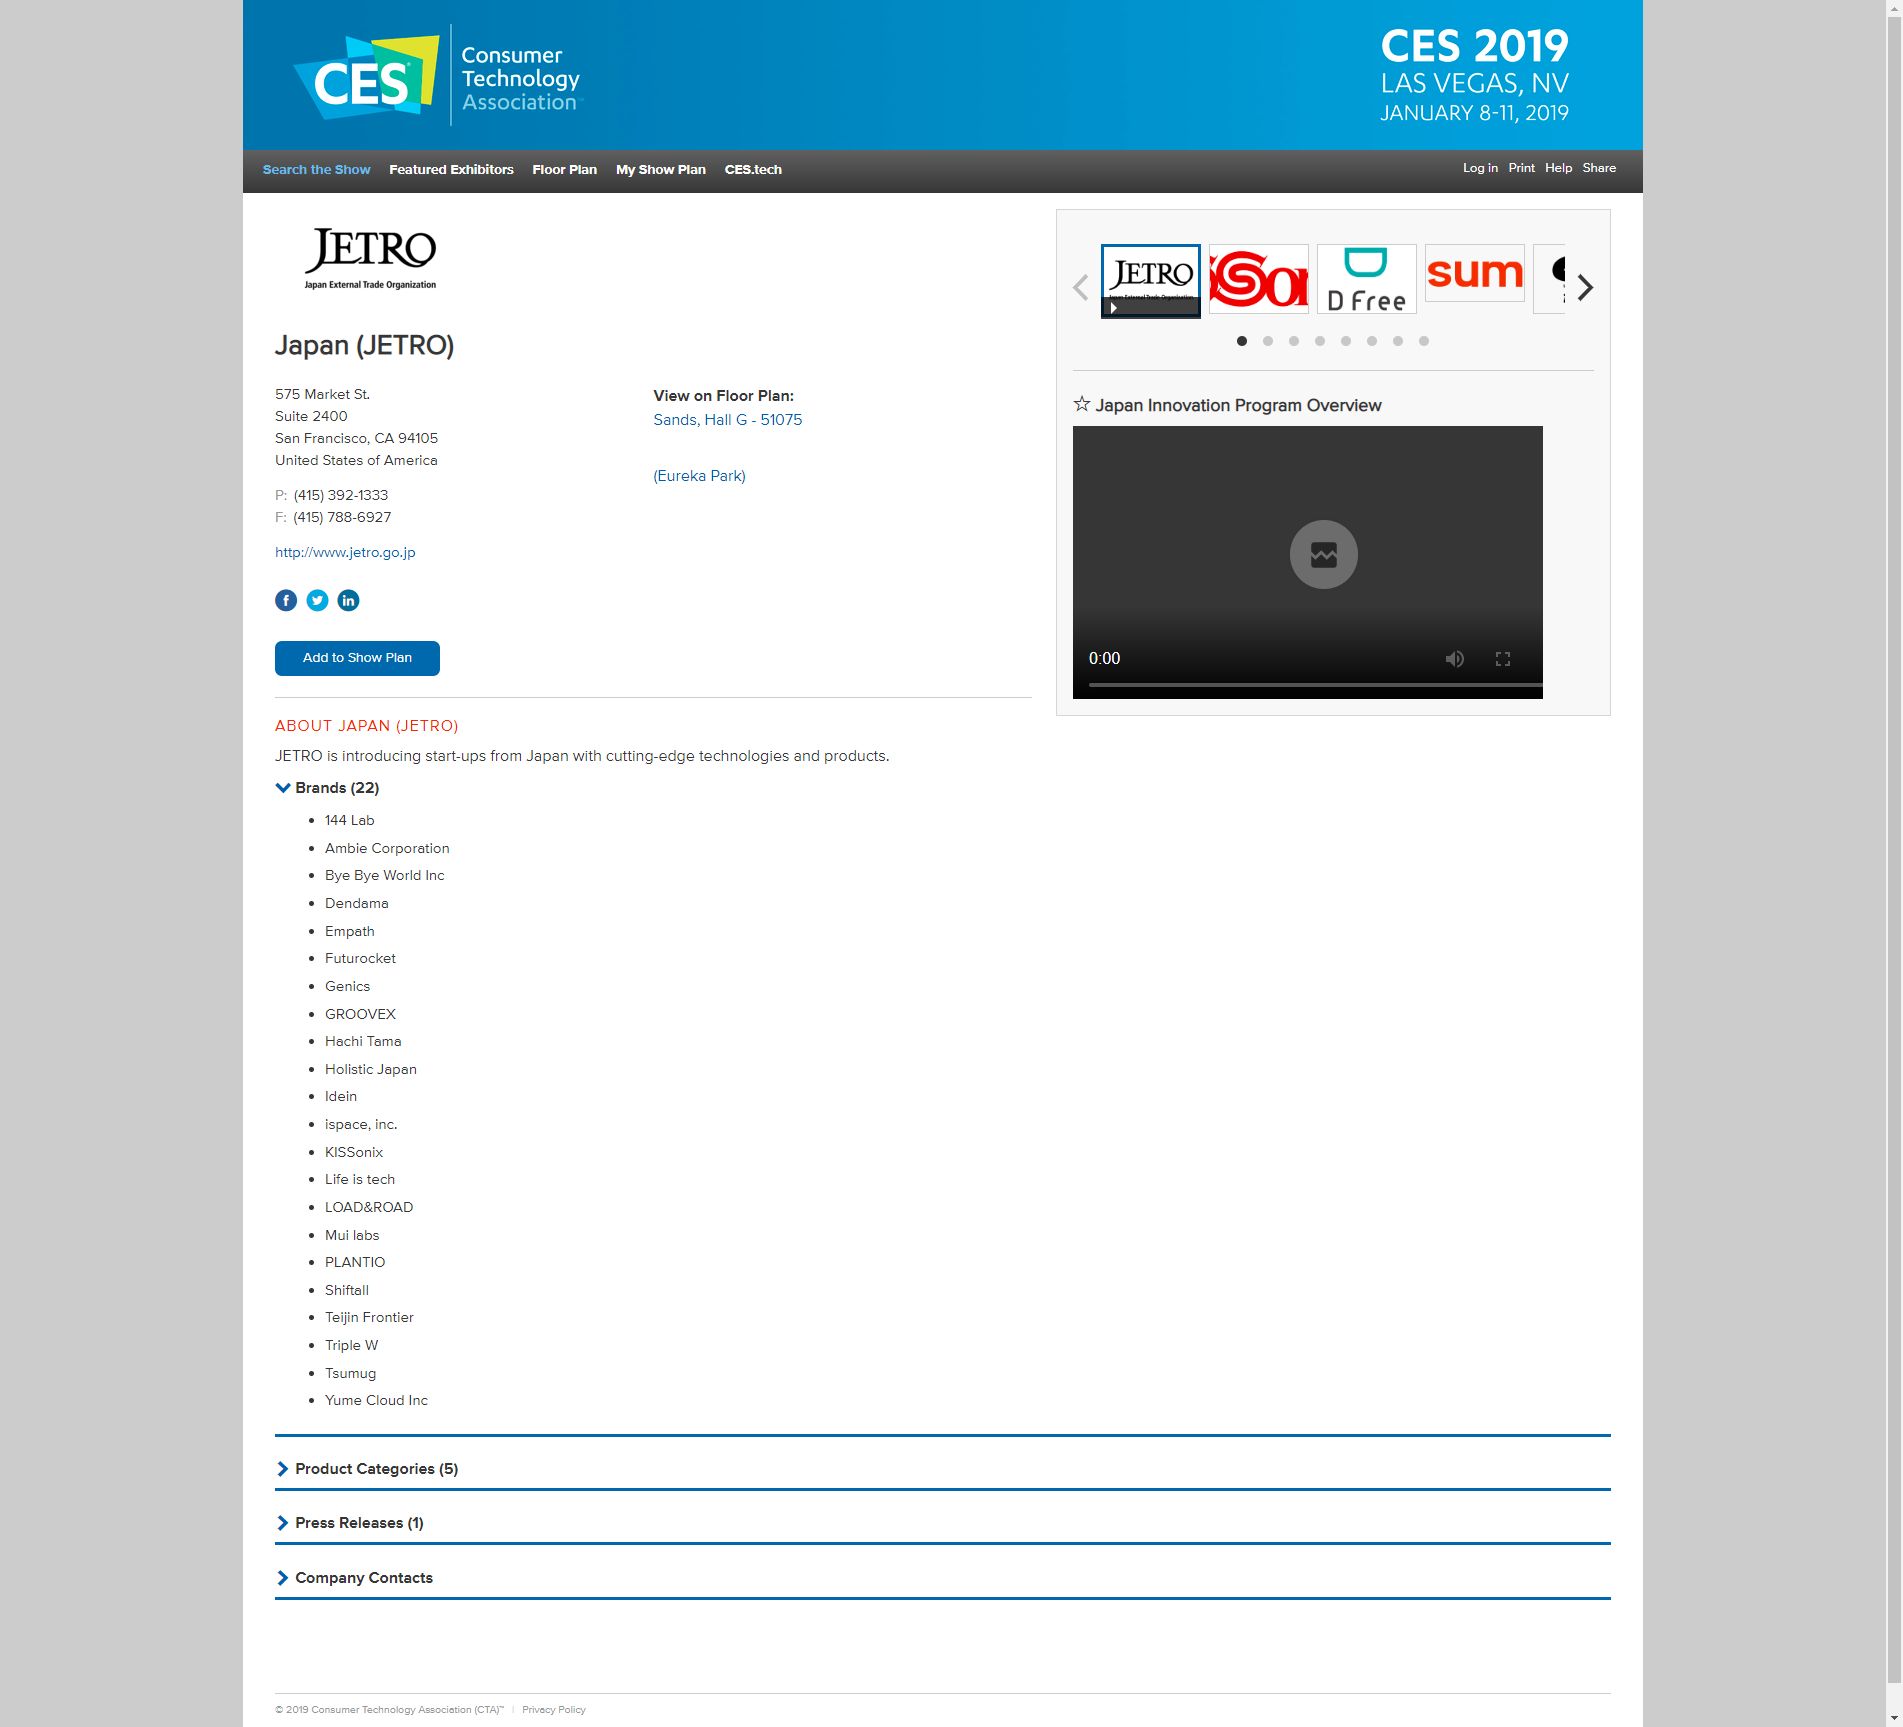 CES
Consumer
Technology
Association
CES 2019
LAS VEGAS, NV
JANUARY 8-11, 2019
Search the Show Featured Exhibitors Floor Plan My Show Plan CES.tech
Log in Print Help Share
JETRO
Japan External Trade Organization
Japan (JETRO)
575 Market St.
Suite 2400
San Francisco, CA 94105
United States of America
P: (415) 392-1333
F: (415) 788-6927
http://www.jetro.go.jp
View on Floor Plan:
Sands, Hall G - 51075
(Eureka Park)
Add to Show Plan
JETRO
Japan External Trade Organization
D Free
sum
Japan Innovation Program Overview
0:00
ABOUT JAPAN (JETRO)
JETRO is introducing start-ups from Japan with cutting-edge technologies and products.
Brands (22)
144 Lab
Ambie Corporation
Bye Bye World Inc
Dendama
Empath
Futurocket
Genics
GROOVEX
Hachi Tama
Holistic Japan
Idein
ispace, inc.
KISSonix
Life is tech
LOAD&ROAD
Mui labs
PLANTIO
Shiftall
Teijin Frontier
Triple W
Tsumug
Yume Cloud Inc
Product Categories (5)
Press Releases (1)
Company Contacts
© 2019 Consumer Technology Association (CTA)™ | Privacy Policy